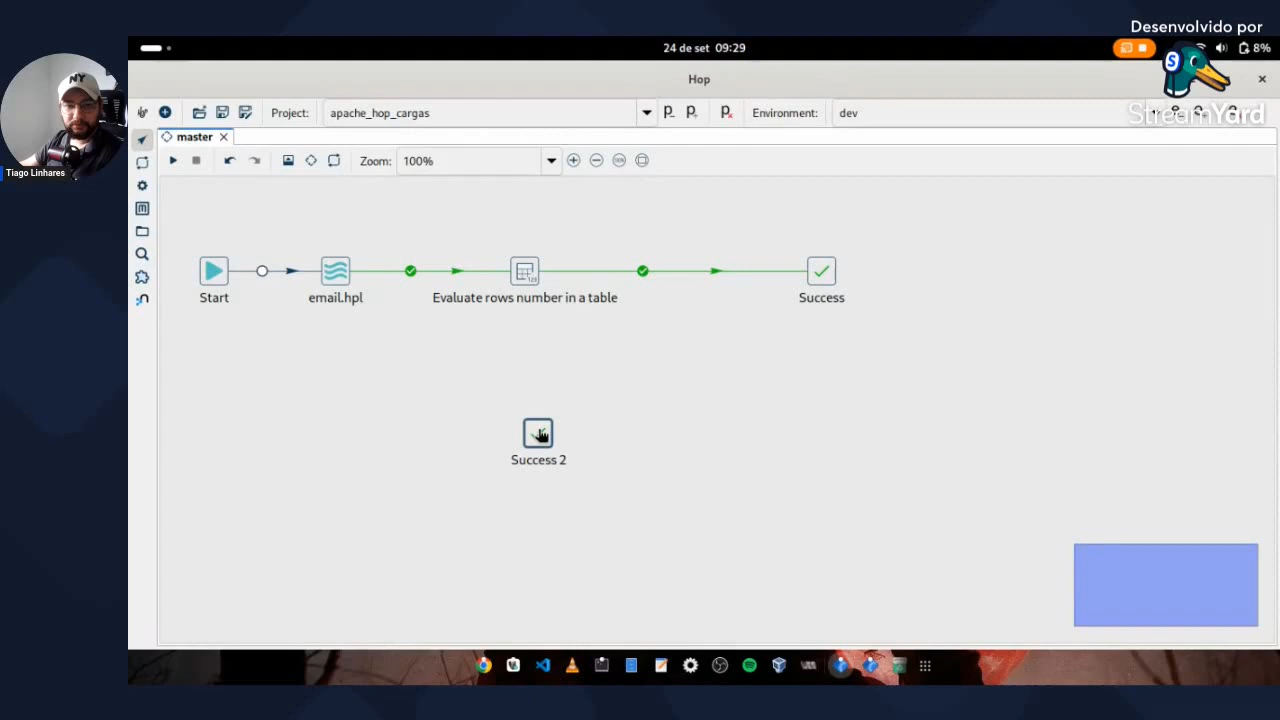 Desenvolvido por
StreamYard
24 de set 09:29
8%
Hop
Project: apache_hop_cargas
Environment: dev
master
Zoom: 100%
Tiago Linhares
Start
email.hpl
Evaluate rows number in a table
Success
Success 2
NY